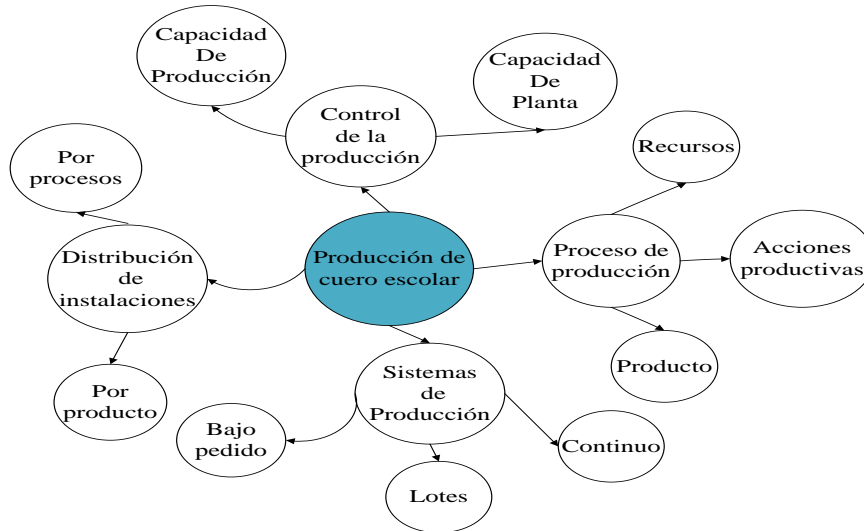 Capacidad
De
Producción
Capacidad
De
Planta
Control
de la
producción
Recursos
Por
procesos
Distribución
de
instalaciones
Producción de
cuero escolar
Proceso de
producción
Acciones
productivas
Por
producto
Sistemas
de
Producción
Producto
Bajo
pedido
Continuo
Lotes